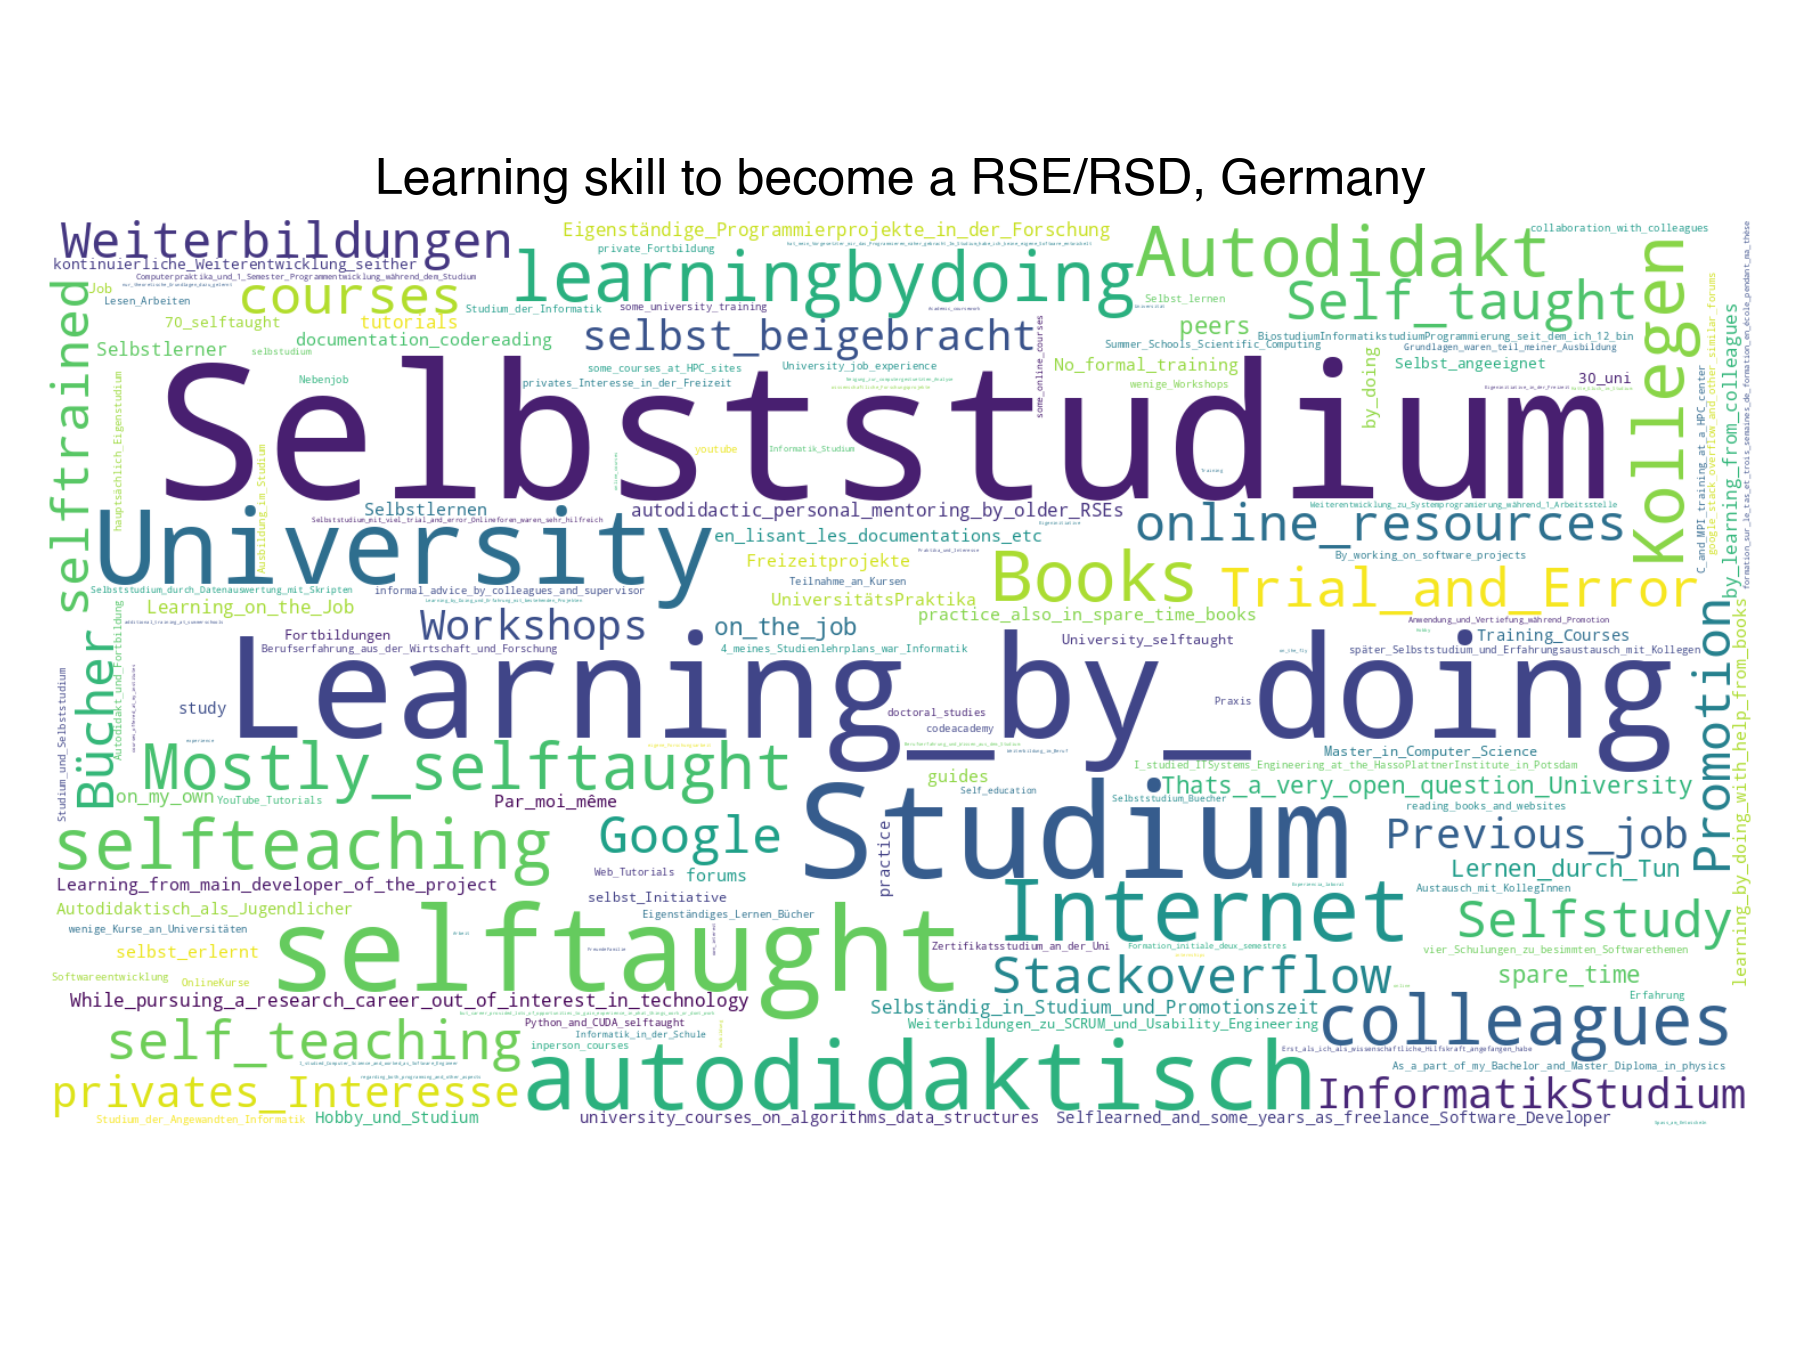 Learning skill to become a RSE/RSD, Germany
Weiterbildungen
Eigenständige_Programmierprojekte_in_der_Forschung
Autodidakt
collaboration_with_colleagues
kontinuierliche_Weiterentwicklung_seither
private_Fortbildung
learningbydoing
Kollegen
Computerpraktika_und_1_Semester_Programmentwicklung_während_dem_Studium
Job
courses
Self_taught
selftrained
Lesen_Arbeiten
Studium_der_Informatik
some_university_training
Selbst_lernen
70_selftaught
tutorials
selbst_beigebracht
peers
documentation_codereading
BiostudiumInformatikstudiumProgrammierung_seit_dem_ich_12_bin
Selbstlerner
selbstudium
Summer_Schools_Scientific_Computing
Grundlagen_waren_teil_meiner_Ausbildung
Selbststudium
some_courses_at_HPC_sites
University_job_experience
some_online_courses
No_formal_training
by_doing
Selbst_angeeignet
Nebenjob
privates_Interesse_in_der_Freizeit
wenige_Workshops
30_uni
hauptsächlich_Eigenstudium
Ausbildung_im_Studium
youtube
Informatik_Studium
Training
C_and_MPI_training_at_a_HPC_center
google_stack_overflow_and_other_similar_forums
by_learning_from_colleagues
formation_sur_le_tas_et_trois_semaines_de_formation_en_école_pendant_ma_thèse
University
Selbstlernen
Selbststudium_mit_viel_trial_and_error_Onlineforen_waren_sehr_hilfreich
autodidactic_personal_mentoring_by_older_RSEs
online_resources
Weiterentwicklung_zu_Systemprogramierung_während_1_Arbeitsstelle
en_lisant_les_documentations_etc
Freizeitprojekte
Books
By_working_on_software_projects
Trial_and_Error
Selbststudium_durch_Datenauswertung_mit_Skripten
informal_advice_by_colleagues_and_supervisor
Teilnahme_an_Kursen
UniversitätsPraktika
Learning_on_the_Job
practice_also_in_spare_time_books
Workshops
on_the_job
Anwendung_und_Vertiefung_während_Promotion
Fortbildungen
University_selftaught
Training_Courses
Berufserfahrung_aus_der_Wirtschaft_und_Forschung
4_meines_Studienlehrplans_war_Informatik
später_Selbststudium_und_Erfahrungsaustausch_mit_Kollegen
Promotion
learning_by_doing_with_help_from_books
Bücher
Autodidakt_und_Fortbildung
Studium_und_Selbststudium
Learning_by_doing
study
doctoral_studies
Praxis
codeacademy
Mostly_selftaught
Master_in_Computer_Science
guides
I_studied_ITSystems_Engineering_at_the_HassoPlattnerInstitute_in_Potsdam
Studium
Thats_a_very_open_question_University
on_my_own
YouTube_Tutorials
Par_moi_même
Self_education
Selbststudium_Buecher
reading_books_and_websites
selfteaching
Google
practice
Previous_job
Web_Tutorials
forums
Lernen_durch_Tun
Learning_from_main_developer_of_the_project
selbst_Initiative
Internet
Austausch_mit_KollegInnen
Autodidaktisch_als_Jugendlicher
selftaught
Eigenständiges_Lernen_Bücher
Selfstudy
wenige_Kurse_an_Universitäten
selbst_erlernt
Zertifikatsstudium_an_der_Uni
Formation_initiale_deux_semestres
vier_Schulungen_zu_besimmten_Softwarethemen
Softwareentwicklung
OnlineKurse
Stackoverflow
spare_time
While_pursuing_a_research_career_out_of_interest_in_technology
Selbständig_in_Studium_und_Promotionszeit
Erfahrung
colleagues
self_teaching
Python_and_CUDA_selftaught
Weiterbildungen_zu_SCRUM_und_Usability_Engineering
Informatik_in_der_Schule
inperson_courses
autodidaktisch
Erst_als_ich_als_wissenschaftliche_Hilfskraft_angefangen_habe
As_a_part_of_my_Bachelor_and_Master_Diploma_in_physics
privates_Interesse
InformatikStudium
Studium_der_Angewandten_Informatik
Hobby_und_Studium
university_courses_on_algorithms_data_structures
Selflearned_and_some_years_as_freelance_Software_Developer